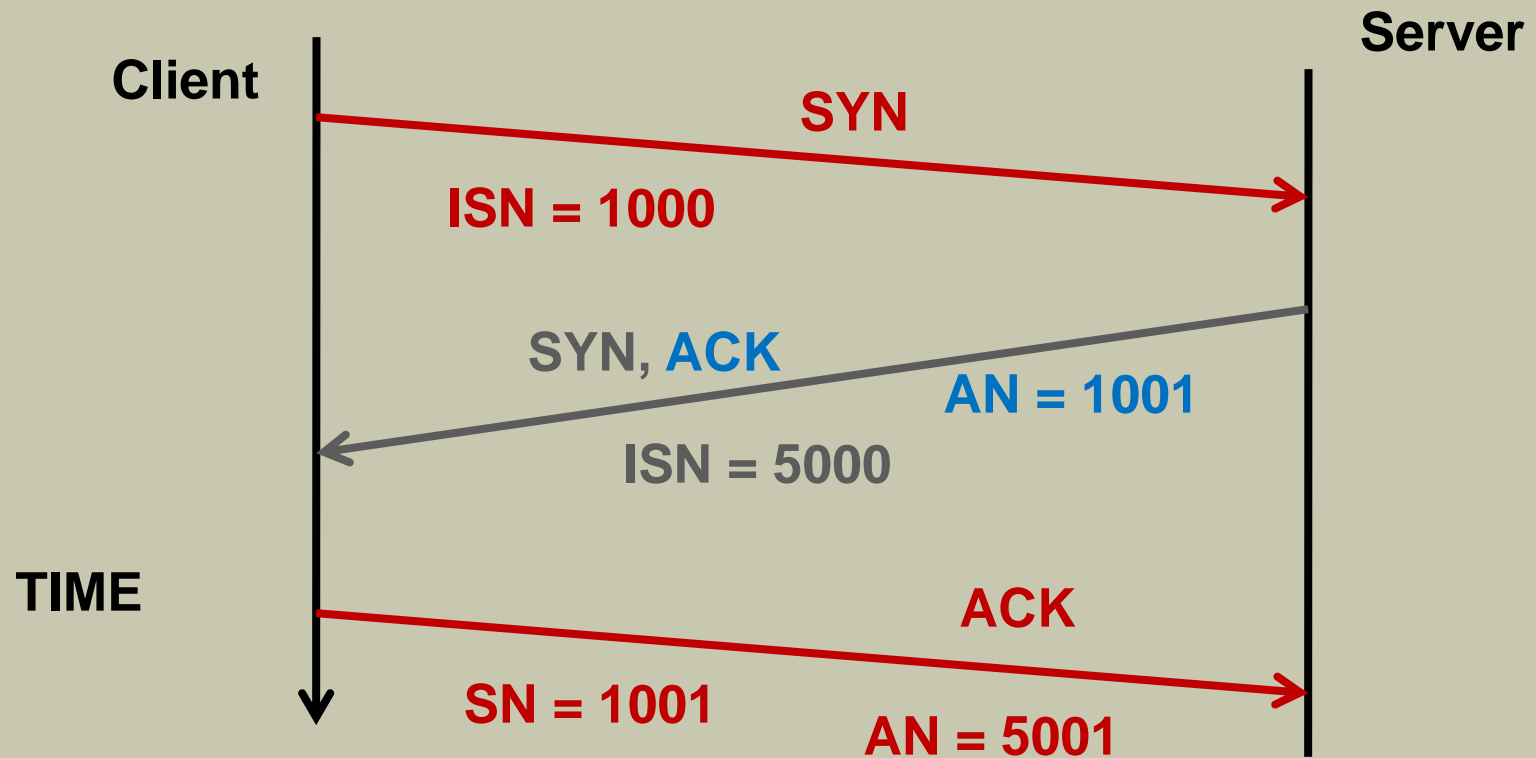 Server
Client
SYN
ISN = 1000
SYN, ACK
AN = 1001
ISN = 5000
TIME
ACK
SN = 1001
AN = 5001